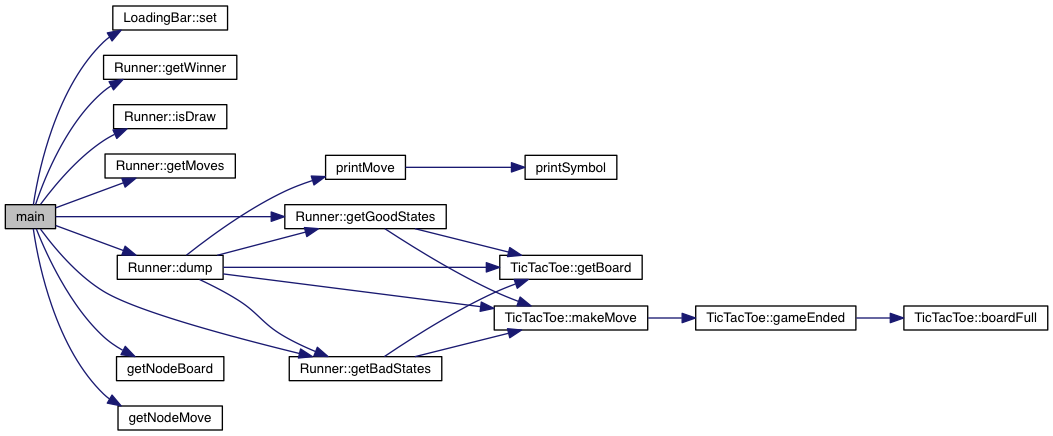 LoadingBar::set
Runner::getWinner
Runner::isDraw
Runner::getMoves
printMove
printSymbol
main
Runner::getGoodStates
Runner::dump
TicTacToe::getBoard
TicTacToe::makeMove
TicTacToe::gameEnded
TicTacToe::boardFull
getNodeBoard
Runner::getBadStates
getNodeMove